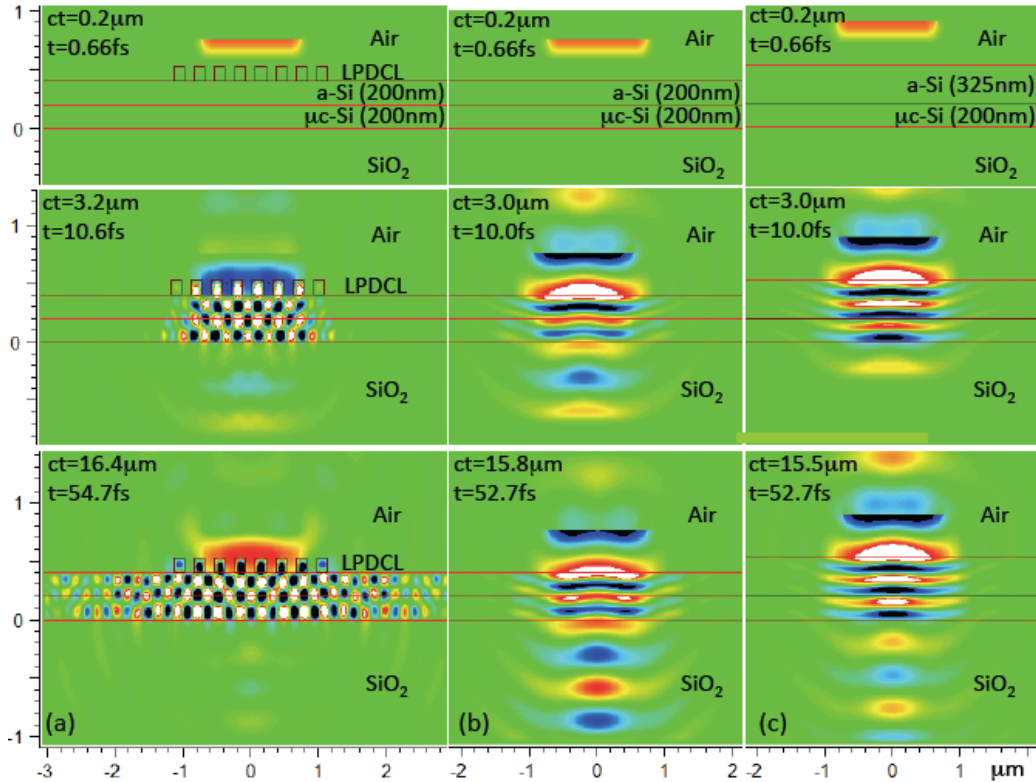 ct=0.2μm
t=0.66fs
Air
LPDCL
a-Si (200nm)
μc-Si (200nm)
SiO₂
1
0
ct=0.2μm
t=0.66fs
Air
a-Si (200nm)
μc-Si (200nm)
SiO₂
ct=0.2μm
t=0.66fs
Air
a-Si (325nm)
μc-Si (200nm)
SiO₂
ct=3.2μm
t=10.6fs
Air
LPDCL
SiO₂
1
0
ct=3.0μm
t=10.0fs
Air
SiO₂
ct=3.0μm
t=10.0fs
Air
SiO₂
ct=16.4μm
t=54.7fs
Air
LPDCL
SiO₂
(a)
1
0
-1
ct=15.8μm
t=52.7fs
Air
SiO₂
(b)
ct=15.5μm
t=52.7fs
Air
SiO₂
(c)
-3 -2 -1 0 1 2 -2 -1 0 1 2 -1 0 1 μm